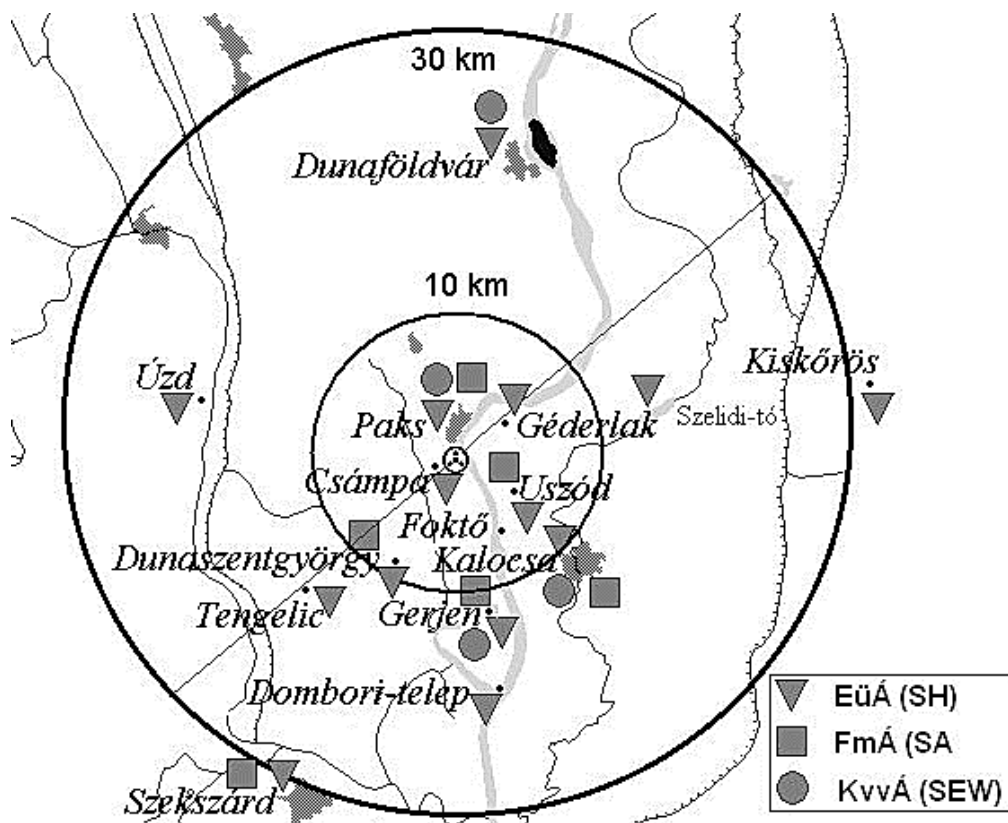 30 km
Dunaföldvár
10 km
Kiskőrös
Úzd
Paks
Géderlak
Szelidi-tó
Csámpa
Uszód
Foktő
Kalocsa
Dunaszentgyörgy
Tengelic
Gerjen
Dombori-telep
Szekszárd
EüÁ (SH)
FmÁ (SA
KvvÁ (SEW)